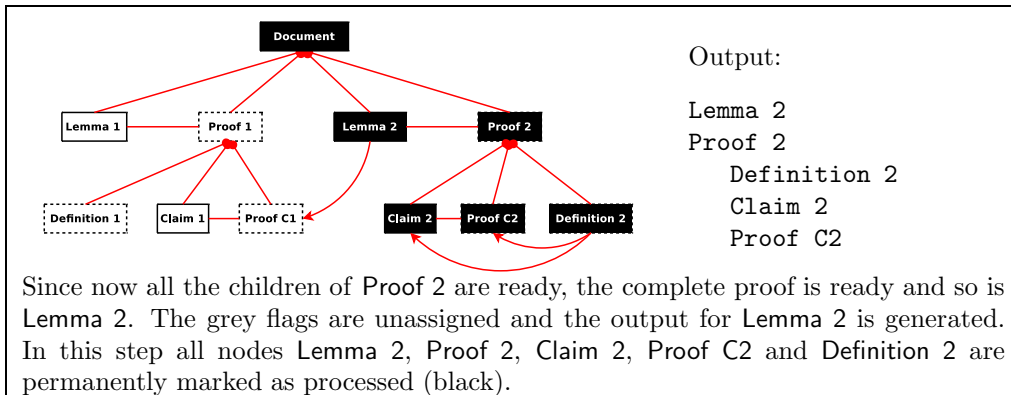 Document
Output:
Lemma 1
Proof 1
Lemma 2
Proof 2
Lemma 2
Proof 2
Definition 2
Claim 2
Proof C2
Definition 1
Claim 1
Proof C1
Claim 2
Proof C2
Definition 2
Since now all the children of Proof 2 are ready, the complete proof is ready and so is
Lemma 2. The grey flags are unassigned and the output for Lemma 2 is generated.
In this step all nodes Lemma 2, Proof 2, Claim 2, Proof C2 and Definition 2 are
permanently marked as processed (black).